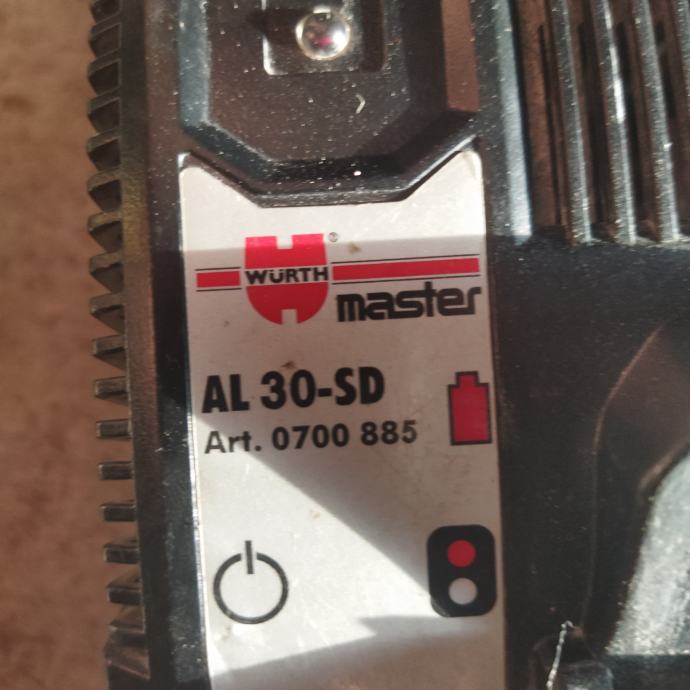 WÜRTH®
master
AL 30-SD
Art. 0700 885